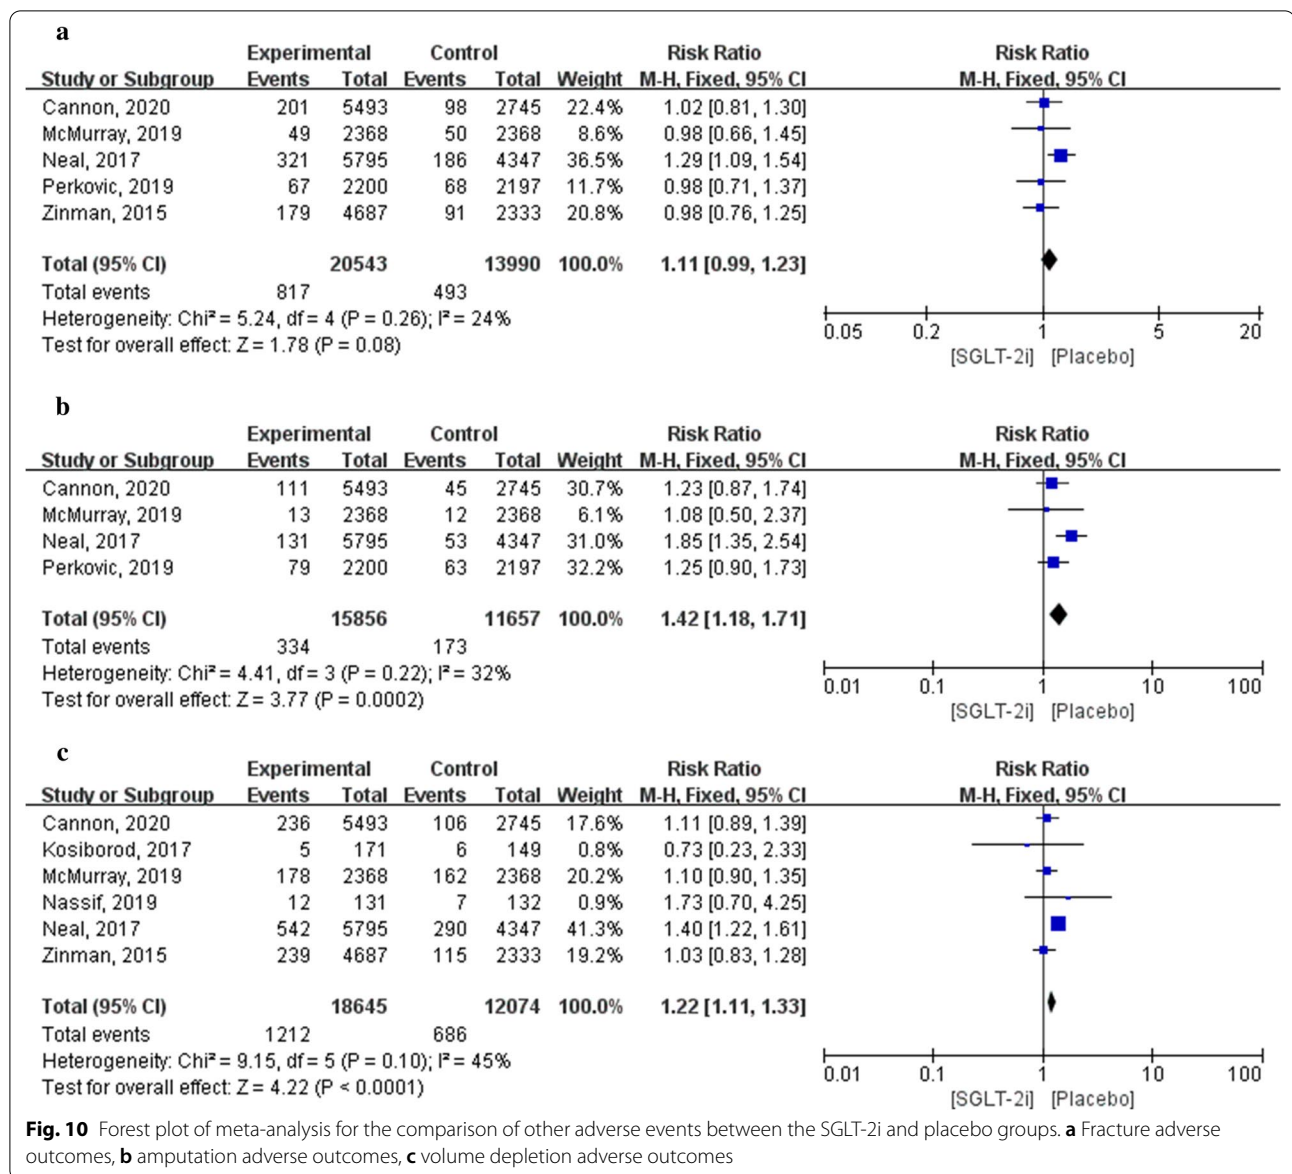 a
Experimental Control Risk Ratio Risk Ratio
Study or Subgroup Events Total Events Total Weight M-H, Fixed, 95% CI M-H, Fixed, 95% CI
Cannon, 2020 201 5493 98 2745 22.4% 1.02 [0.81, 1.30]
McMurray, 2019 49 2368 50 2368 8.6% 0.98 [0.66, 1.45]
Neal, 2017 321 5795 186 4347 36.5% 1.29 [1.09, 1.54]
Perkovic, 2019 67 2200 68 2197 11.7% 0.98 [0.71, 1.37]
Zinman, 2015 179 4687 91 2333 20.8% 0.98 [0.76, 1.25]
Total (95% CI) 20543 13990 100.0% 1.11 [0.99, 1.23]
Total events 817 493
Heterogeneity: Chi² = 5.24, df = 4 (P = 0.26); I² = 24%
Test for overall effect: Z = 1.78 (P = 0.08)
0.05 0.2 1 5 20
[SGLT-2i] [Placebo]
b
Experimental Control Risk Ratio Risk Ratio
Study or Subgroup Events Total Events Total Weight M-H, Fixed, 95% CI M-H, Fixed, 95% CI
Cannon, 2020 111 5493 45 2745 30.7% 1.23 [0.87, 1.74]
McMurray, 2019 13 2368 12 2368 6.1% 1.08 [0.50, 2.37]
Neal, 2017 131 5795 53 4347 31.0% 1.85 [1.35, 2.54]
Perkovic, 2019 79 2200 63 2197 32.2% 1.25 [0.90, 1.73]
Total (95% CI) 15856 11657 100.0% 1.42 [1.18, 1.71]
Total events 334 173
Heterogeneity: Chi² = 4.41, df = 3 (P = 0.22); I² = 32%
Test for overall effect: Z = 3.77 (P = 0.0002)
0.01 0.1 1 10 100
[SGLT-2i] [Placebo]
c
Experimental Control Risk Ratio Risk Ratio
Study or Subgroup Events Total Events Total Weight M-H, Fixed, 95% CI M-H, Fixed, 95% CI
Cannon, 2020 236 5493 106 2745 17.6% 1.11 [0.89, 1.39]
Kosiborod, 2017 5 171 6 149 0.8% 0.73 [0.23, 2.33]
McMurray, 2019 178 2368 162 2368 20.2% 1.10 [0.90, 1.35]
Nassif, 2019 12 131 7 132 0.9% 1.73 [0.70, 4.25]
Neal, 2017 542 5795 290 4347 41.3% 1.40 [1.22, 1.61]
Zinman, 2015 239 4687 115 2333 19.2% 1.03 [0.83, 1.28]
Total (95% CI) 18645 12074 100.0% 1.22 [1.11, 1.33]
Total events 1212 686
Heterogeneity: Chi² = 9.15, df = 5 (P = 0.10); I² = 45%
Test for overall effect: Z = 4.22 (P < 0.0001)
0.01 0.1 1 10 100
[SGLT-2i] [Placebo]
Fig. 10 Forest plot of meta-analysis for the comparison of other adverse events between the SGLT-2i and placebo groups. a Fracture adverse
outcomes, b amputation adverse outcomes, c volume depletion adverse outcomes